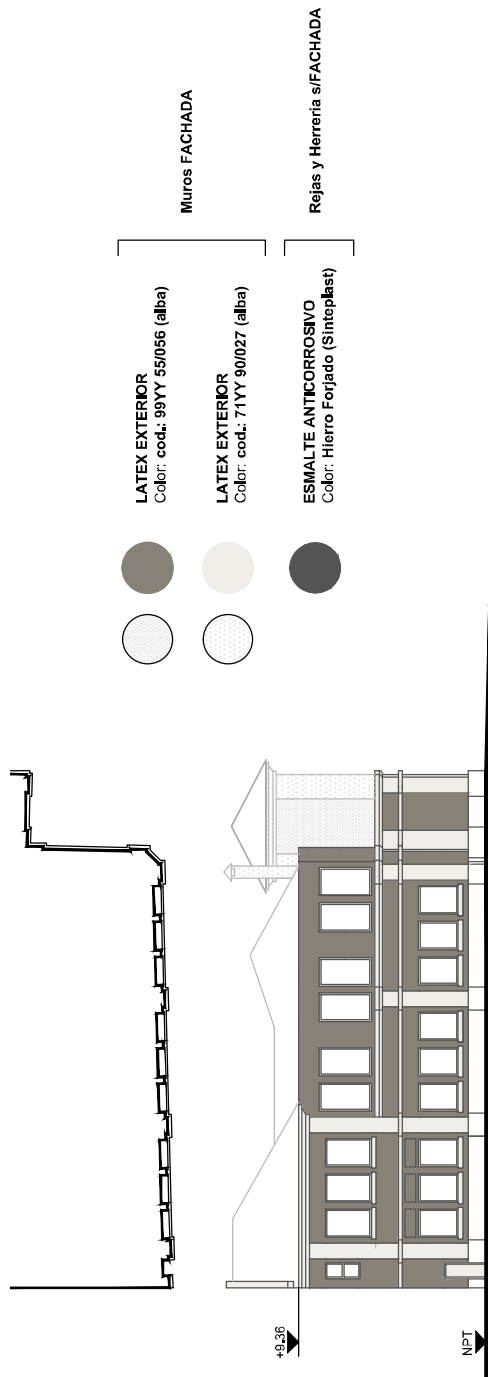 LATEX EXTERIOR
Color: cod.: 99YY 55/056 (alba)
LATEX EXTERIOR
Color: cod.: 71YY 90/027 (alba)
Muros FACHADA
ESMALTE ANTICORROSIVO
Color: Hierro Forjado (Sinteplast)
Rejas y Herreria s/FACHADA
+9.36
NPT